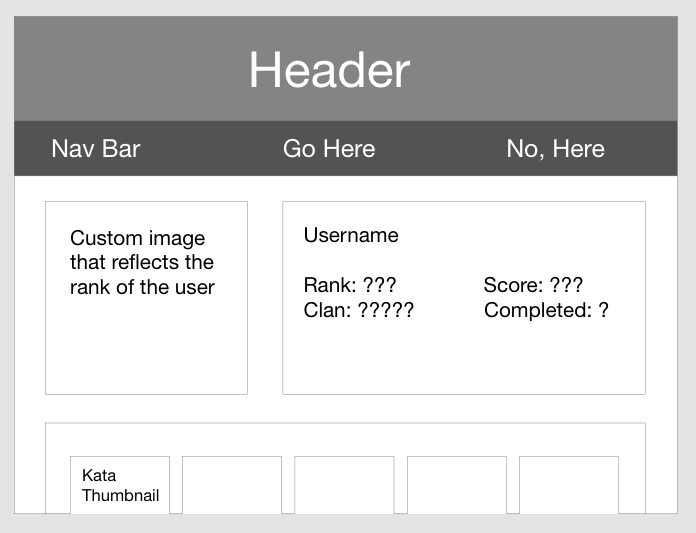 Header
Nav Bar
Go Here
No, Here
Custom image
that reflects the
rank of the user
Username
Rank: ???
Clan: ?????
Score: ???
Completed: ?
Kata
Thumbnail